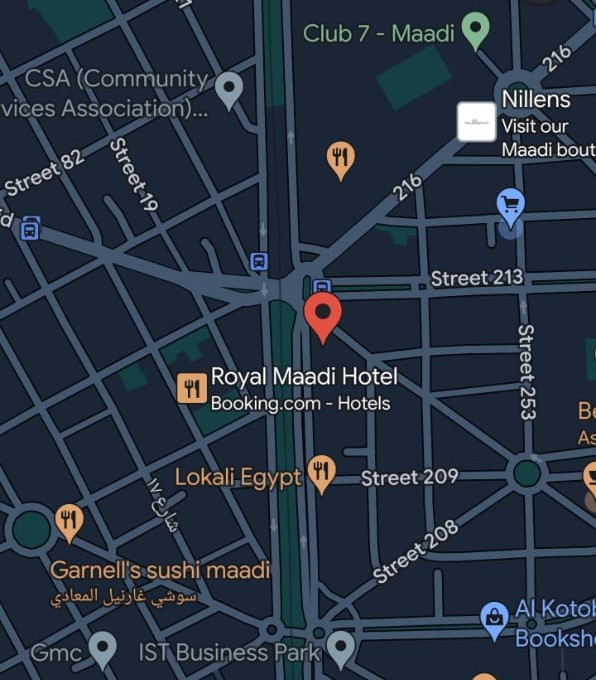 Club 7 - Maadi
216
CSA (Community
vices Association)...
Nillens
Visit our
Maadi bout
Street 82
Street 19
216
Street 213
Street 253
Royal Maadi Hotel
Booking.com - Hotels
Be
As
Lokali Egypt
Street 209
شارع ١٧
Street 208
Garnell's sushi maadi
سوشي غارنيل المعادي
Al Kotob
Booksho
Gmc
IST Business Park